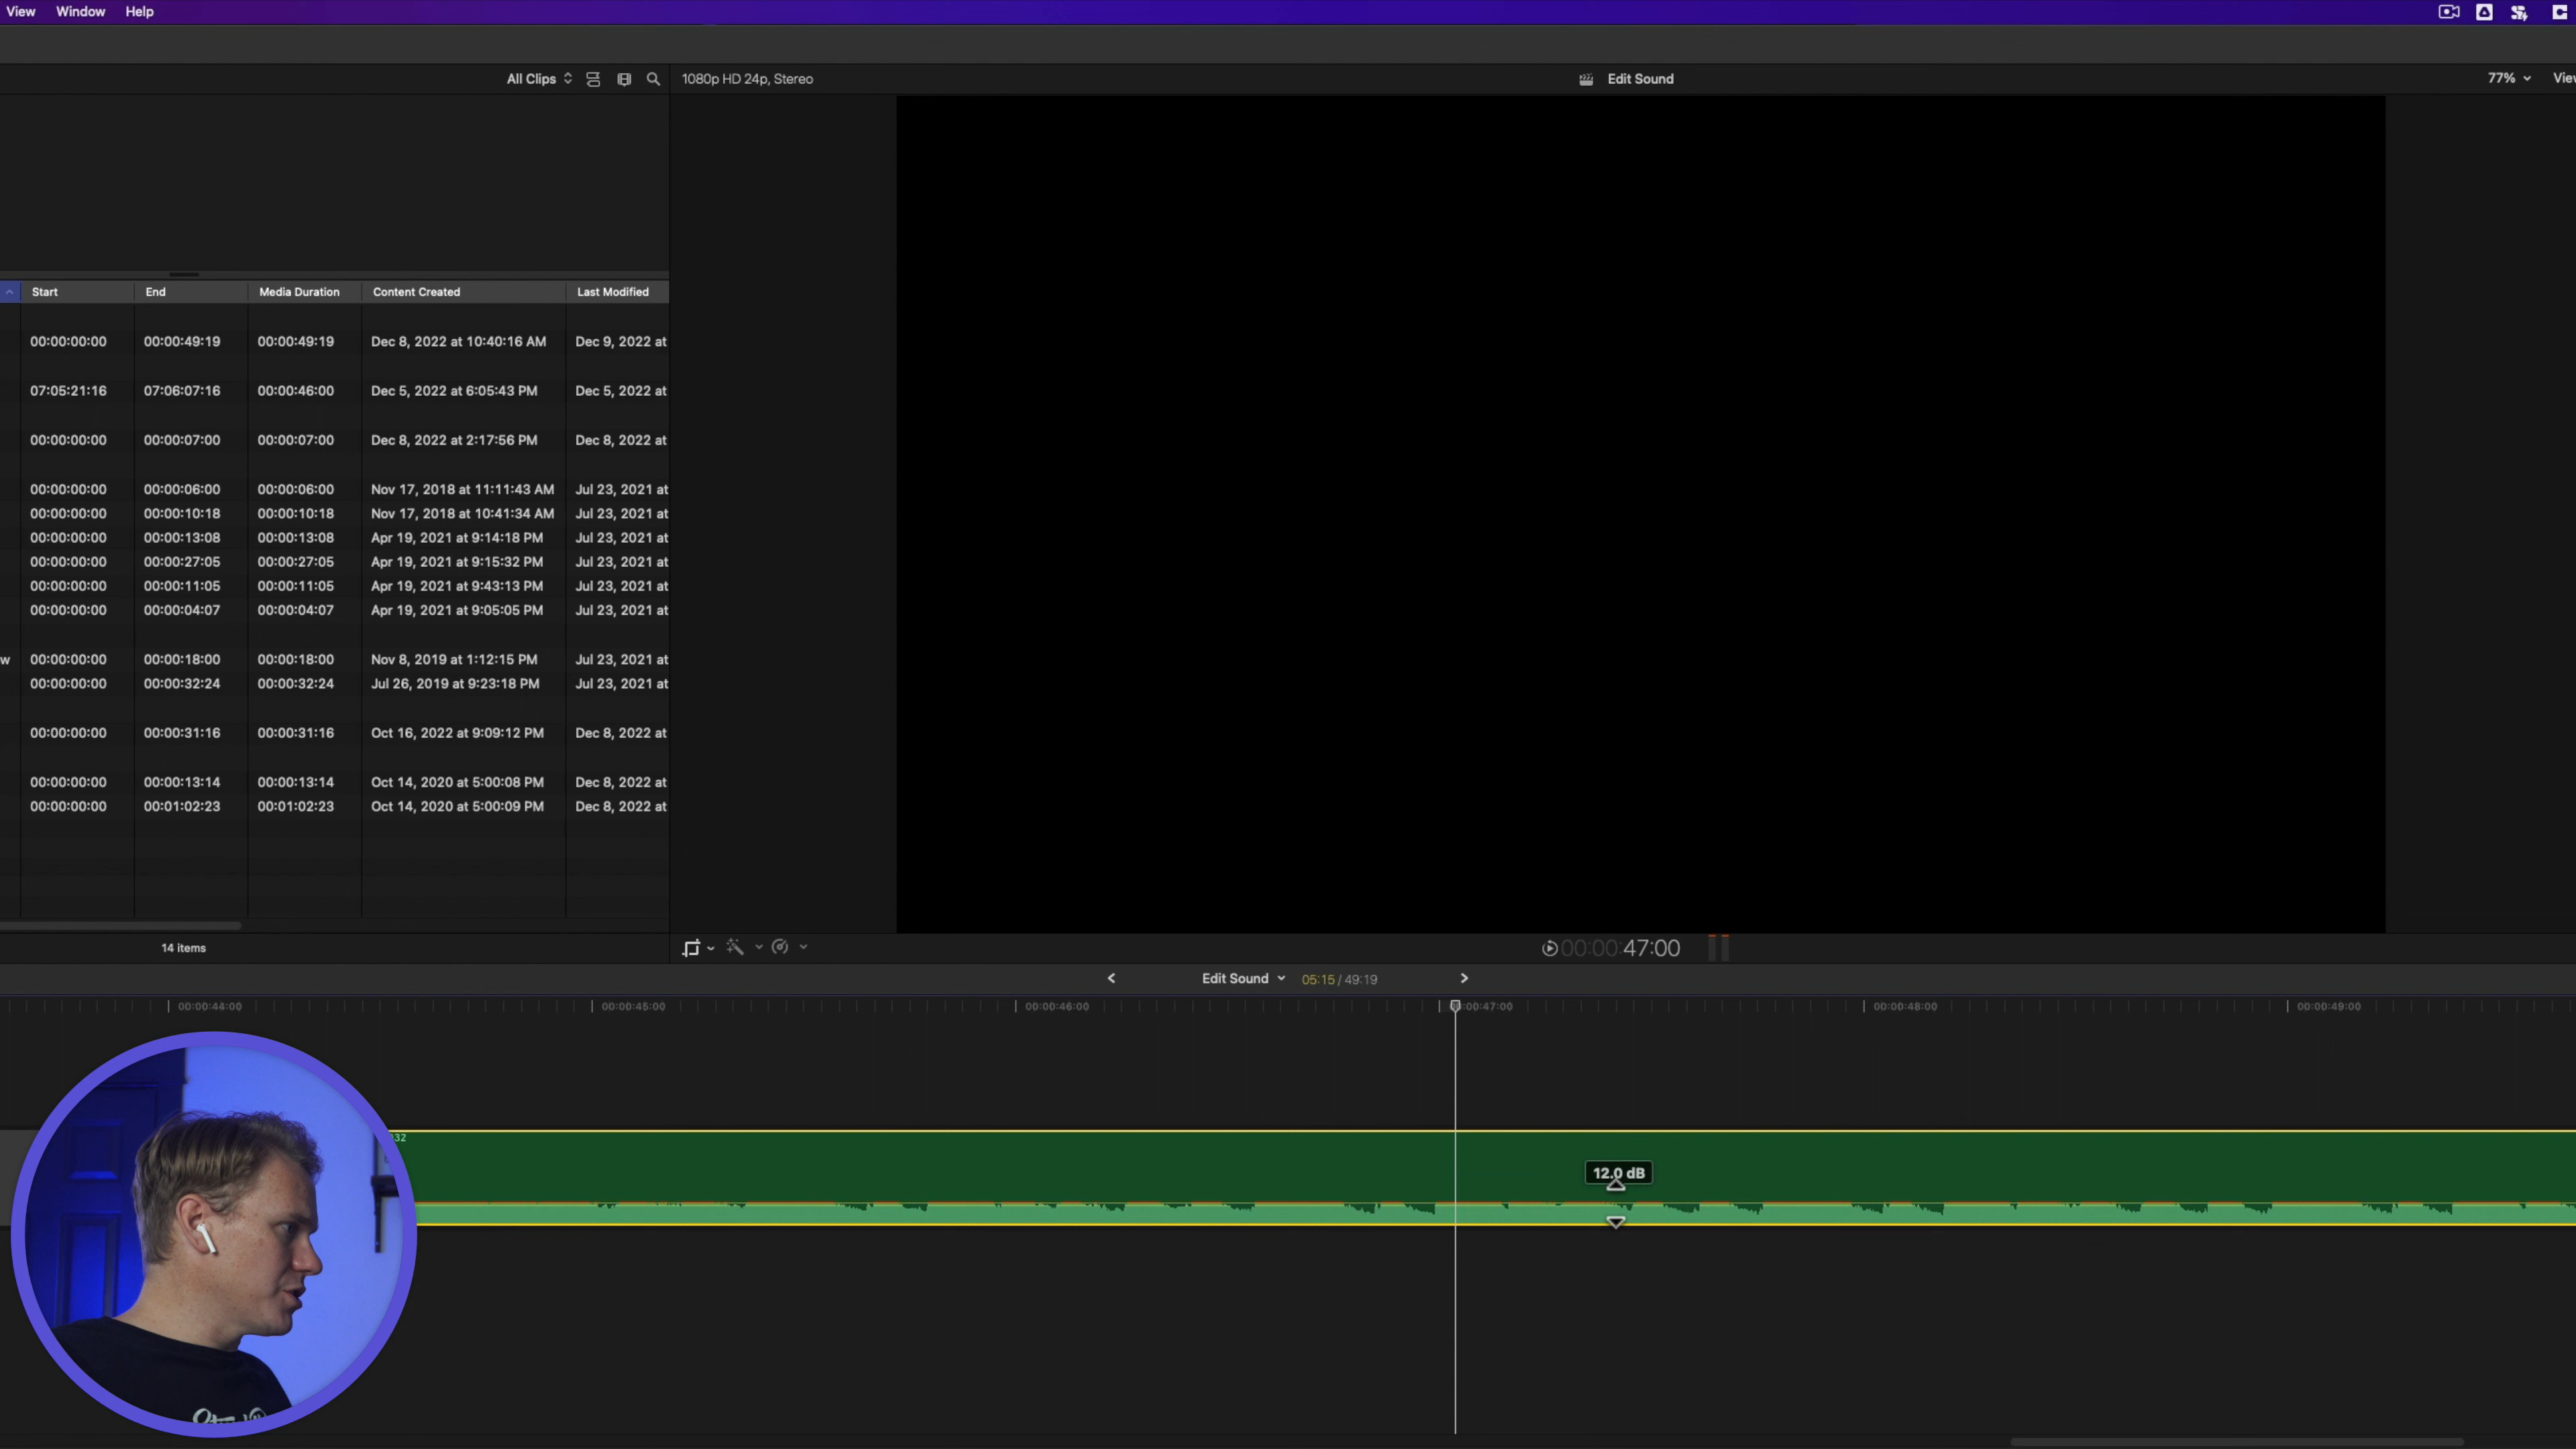 View Window Help
All Clips 1080p HD 24p, Stereo Edit Sound 77%
Start End Media Duration Content Created Last Modified
00:00:00:00 00:00:49:19 00:00:49:19 Dec 8, 2022 at 10:40:16 AM Dec 9, 2022 at
07:05:21:16 07:06:07:16 00:00:46:00 Dec 5, 2022 at 6:05:43 PM Dec 5, 2022 at
00:00:00:00 00:00:07:00 00:00:07:00 Dec 8, 2022 at 2:17:56 PM Dec 8, 2022 at
00:00:00:00 00:00:06:00 00:00:06:00 Nov 17, 2018 at 11:11:43 AM Jul 23, 2021 at
00:00:00:00 00:00:10:18 00:00:10:18 Nov 17, 2018 at 10:41:34 AM Jul 23, 2021 at
00:00:00:00 00:00:13:08 00:00:13:08 Apr 19, 2021 at 9:14:18 PM Jul 23, 2021 at
00:00:00:00 00:00:27:05 00:00:27:05 Apr 19, 2021 at 9:15:32 PM Jul 23, 2021 at
00:00:00:00 00:00:11:05 00:00:11:05 Apr 19, 2021 at 9:43:13 PM Jul 23, 2021 at
00:00:00:00 00:00:04:07 00:00:04:07 Apr 19, 2021 at 9:05:05 PM Jul 23, 2021 at
w 00:00:00:00 00:00:18:00 00:00:18:00 Nov 8, 2019 at 1:12:15 PM Jul 23, 2021 at
00:00:00:00 00:00:32:24 00:00:32:24 Jul 26, 2019 at 9:23:18 PM Jul 23, 2021 at
00:00:00:00 00:00:31:16 00:00:31:16 Oct 16, 2022 at 9:09:12 PM Dec 8, 2022 at
00:00:00:00 00:00:13:14 00:00:13:14 Oct 14, 2020 at 5:00:08 PM Dec 8, 2022 at
00:00:00:00 00:01:02:23 00:01:02:23 Oct 14, 2020 at 5:00:09 PM Dec 8, 2022 at
14 items 00:00:47:00
Edit Sound 05:15 / 49:19
00:00:44:00 00:00:45:00 00:00:46:00 00:00:47:00 00:00:48:00 00:00:49:00
32
12.0 dB